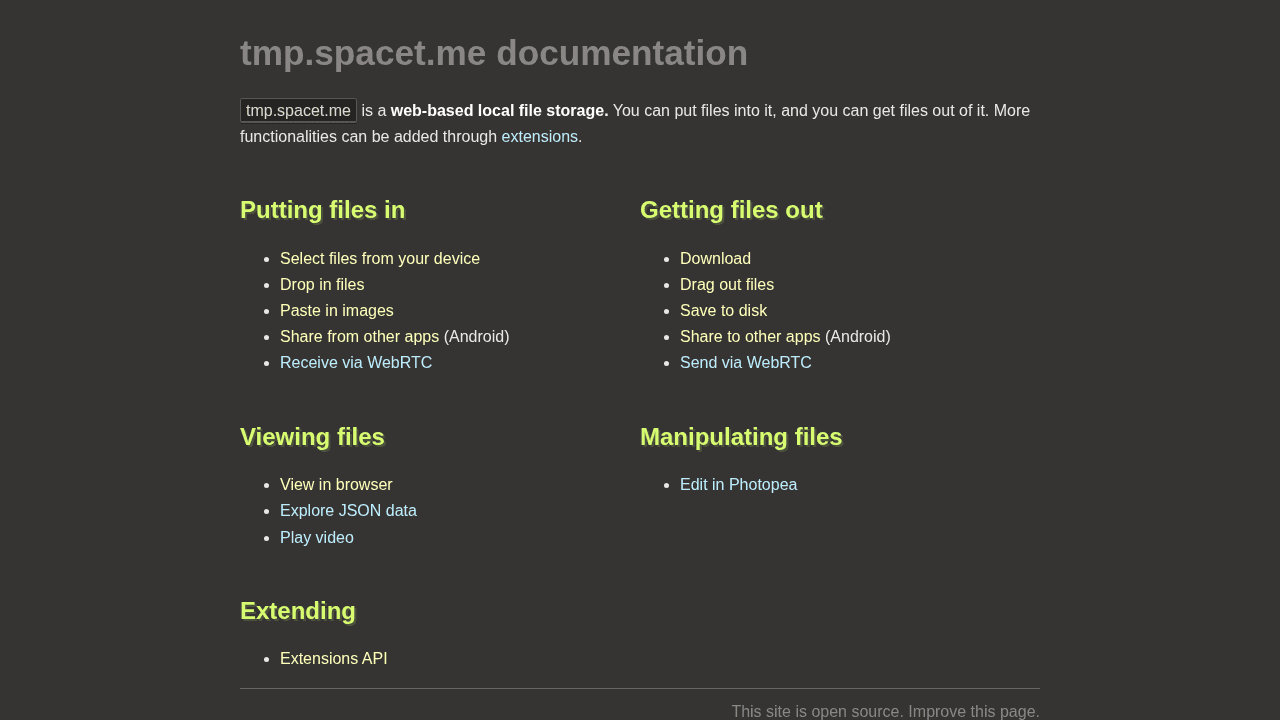 tmp.spacet.me documentation
tmp.spacet.me is a web-based local file storage. You can put files into it, and you can get files out of it. More
functionalities can be added through extensions.
Putting files in
Select files from your device
Drop in files
Paste in images
Share from other apps (Android)
Receive via WebRTC
Getting files out
Download
Drag out files
Save to disk
Share to other apps (Android)
Send via WebRTC
Viewing files
View in browser
Explore JSON data
Play video
Manipulating files
Edit in Photopea
Extending
Extensions API
This site is open source. Improve this page.